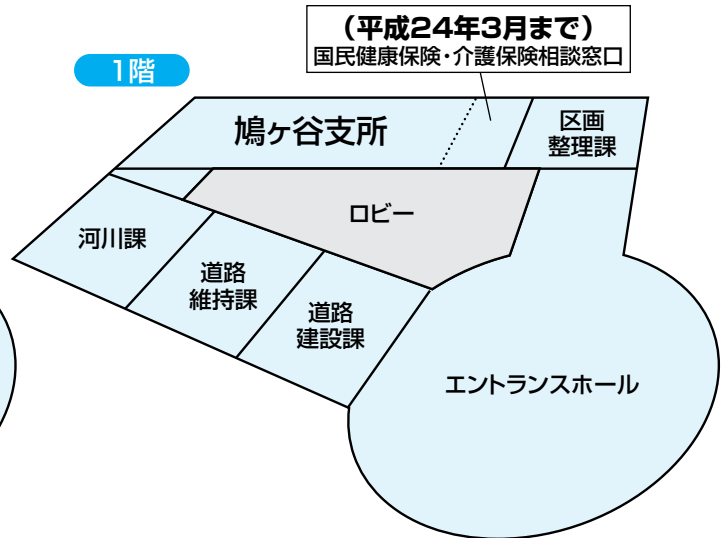 (平成24年3月まで)
国民健康保険・介護保険相談窓口
1階
鳩ヶ谷支所
区画
整理課
ロビー
河川課
道路
維持課
道路
建設課
エントランスホール